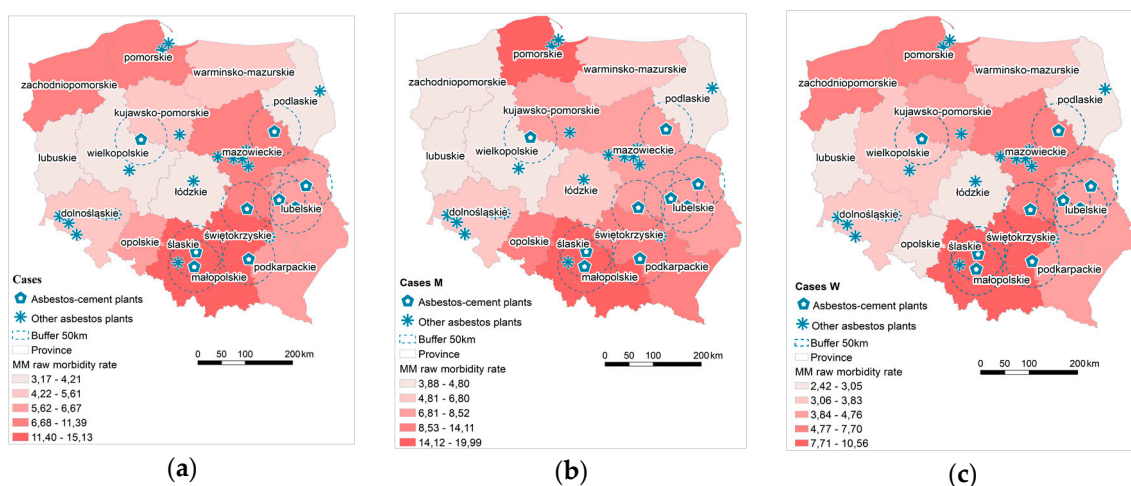 pomorskie
warminsko-mazurskie
zachodniopomorskie
podlaskie
kujawsko-pomorskie
mazowieckie
wielkopolskie
lubuskie
łódzkie
lubelskie
dolnośląskie
opolskie
śląskie
świętokrzyskie
podkarpackie
małopolskie
Cases
Asbestos-cement plants
Other asbestos plants
Buffer 50km
Province
0 50 100 200 km
MM raw morbidity rate
3,17 - 4,21
4,22 - 5,61
5,62 - 6,67
6,68 - 11,39
11,40 - 15,13
(a)
pomorskie
warminsko-mazurskie
zachodniopomorskie
podlaskie
kujawsko-pomorskie
mazowieckie
wielkopolskie
lubuskie
łódzkie
lubelskie
dolnośląskie
opolskie
śląskie
świętokrzyskie
podkarpackie
małopolskie
Cases M
Asbestos-cement plants
Other asbestos plants
Buffer 50km
Province
0 50 100 200 km
MM raw morbidity rate
3,88 - 4,80
4,81 - 6,80
6,81 - 8,52
8,53 - 14,11
14,12 - 19,99
(b)
pomorskie
warminsko-mazurskie
zachodniopomorskie
podlaskie
kujawsko-pomorskie
mazowieckie
wielkopolskie
lubuskie
łódzkie
lubelskie
dolnośląskie
opolskie
śląskie
świętokrzyskie
podkarpackie
małopolskie
Cases W
Asbestos-cement plants
Other asbestos plants
Buffer 50km
Province
0 50 100 200 km
MM raw morbidity rate
2,42 - 3,05
3,06 - 3,83
3,84 - 4,76
4,77 - 7,70
7,71 - 10,56
(c)